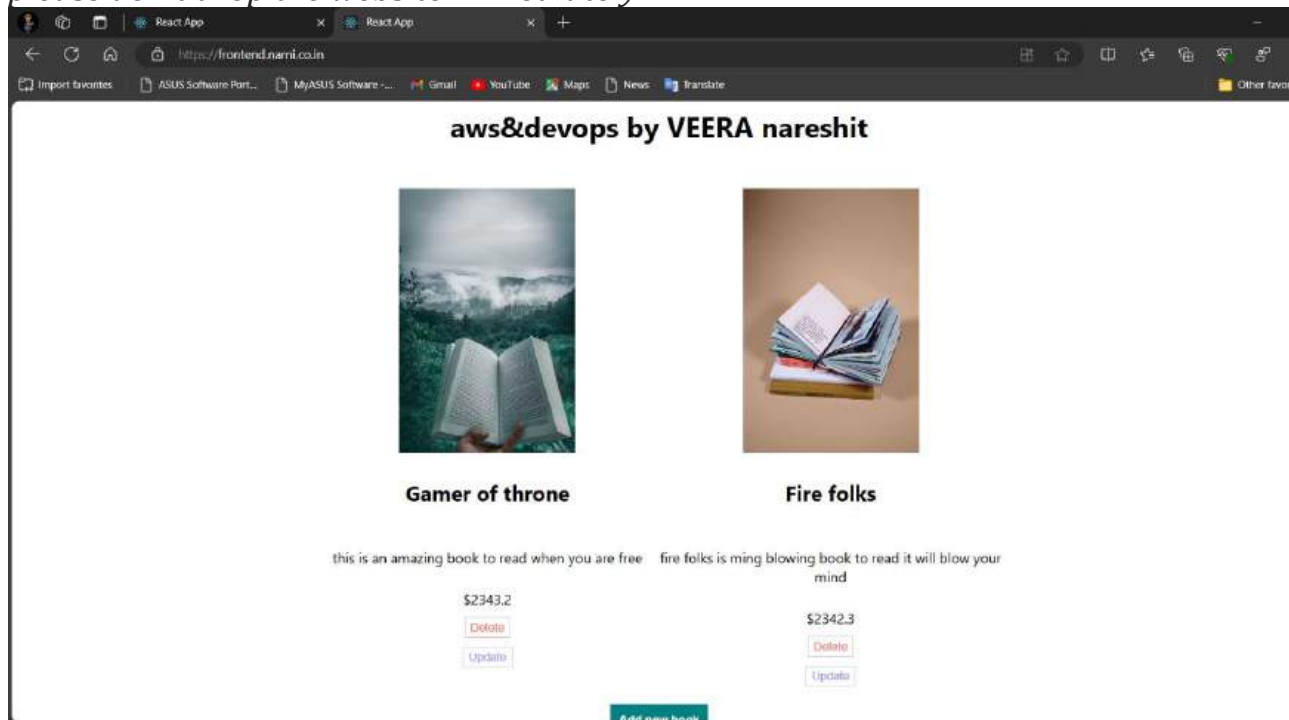 React App
React App
https://frontend.narni.co.in
Import favorites
ASUS Software Port...
MyASUS Software -...
Gmail
YouTube
Maps
News
Translate
Other favo
aws&devops by VEERA nareshit
Gamer of throne
Fire folks
this is an amazing book to read when you are free
fire folks is ming blowing book to read it will blow your
mind
$2343.2
$2342.3
Delete
Delete
Update
Update
Add new book